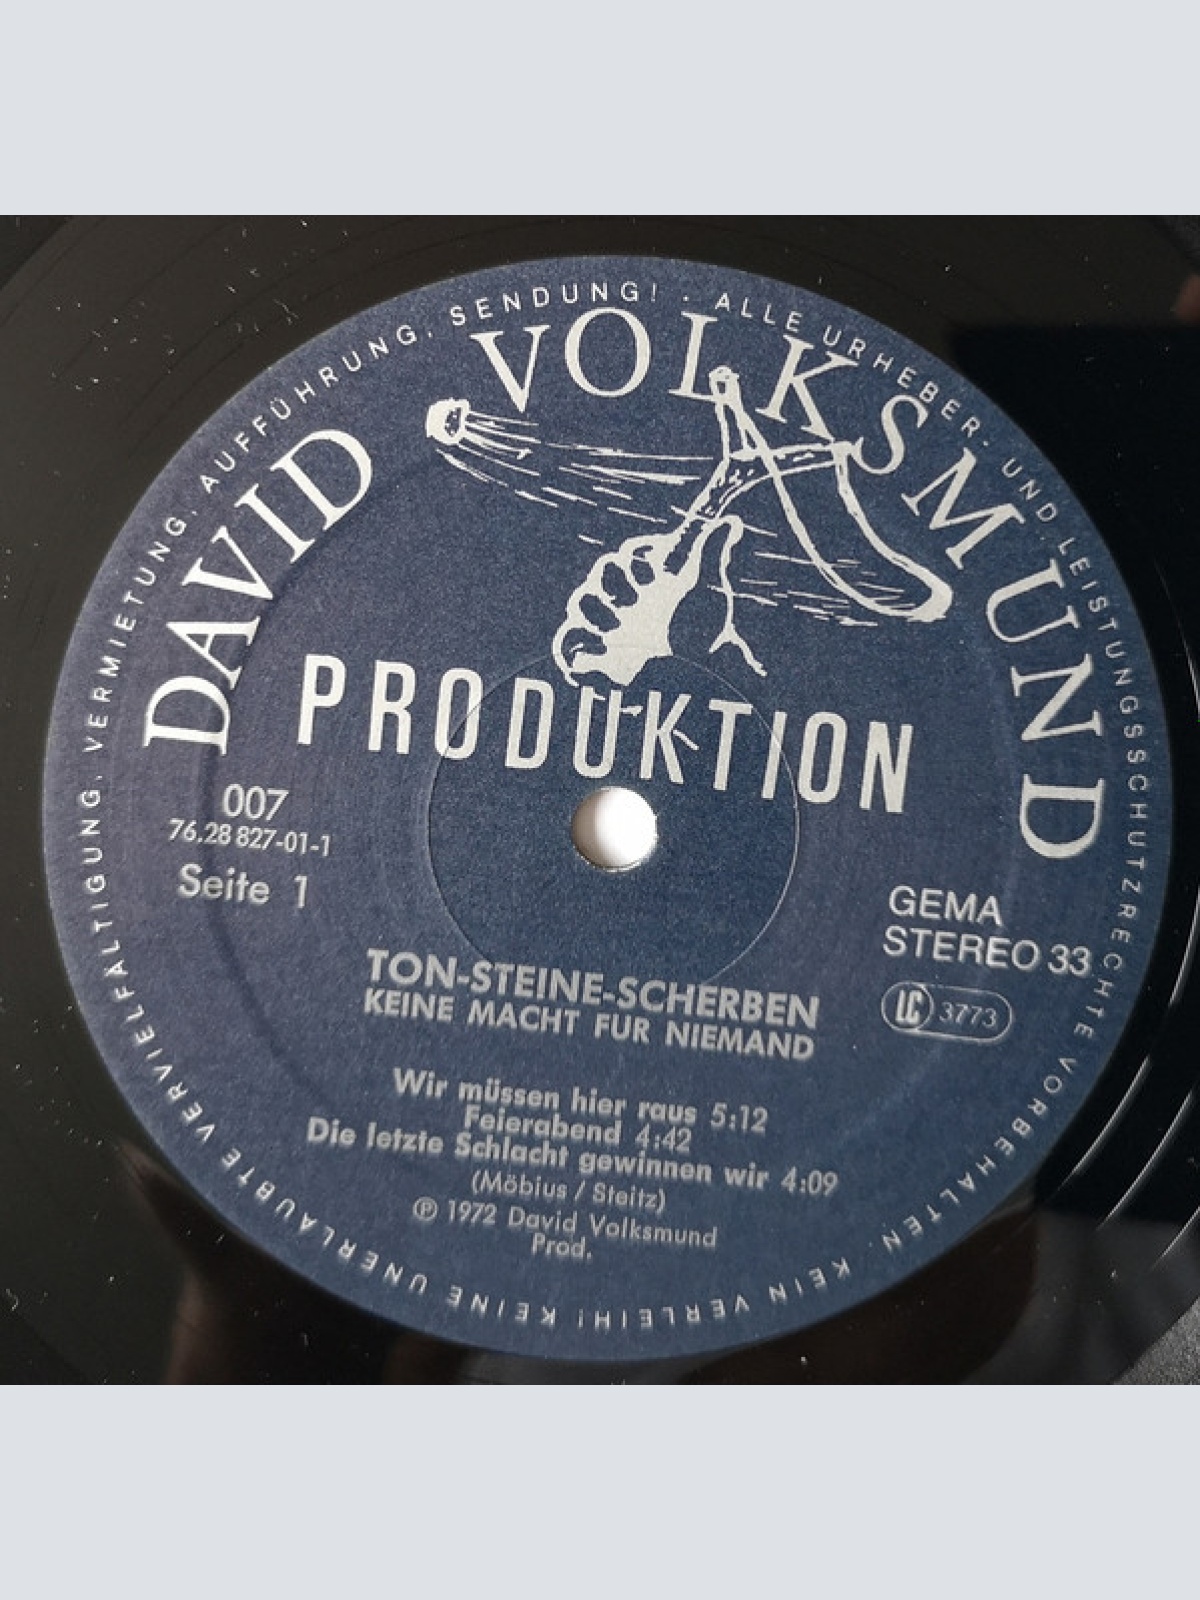 ALLE URHEBER- UND LEISTUNGSSCHUTZRECHTE VORBEHALTEN. KEIN VERLEIH! KEINE UNERLAUBTE VERVIELFÄLTIGUNG, VERMIETUNG, AUFFÜHRUNG, SENDUNG! ·
DAVID VOLKSMUND
PRODUKTION
007
76.28 827-01-1
Seite 1
GEMA
STEREO 33
LC 3773
TON-STEINE-SCHERBEN
KEINE MACHT FUR NIEMAND
Wir müssen hier raus 5:12
Feierabend 4:42
Die letzte Schlacht gewinnen wir 4:09
(Möbius / Steitz)
℗ 1972 David Volksmund
Prod.